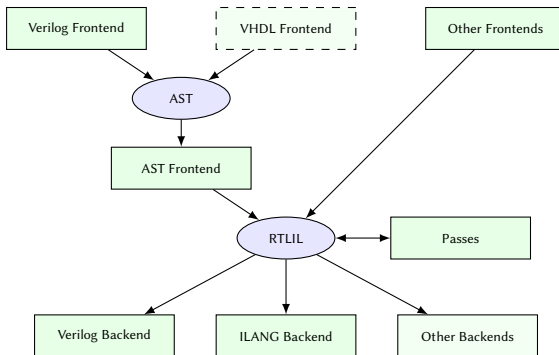 Verilog Frontend
VHDL Frontend
Other Frontends
AST
AST Frontend
RTLIL
Passes
Verilog Backend
ILANG Backend
Other Backends